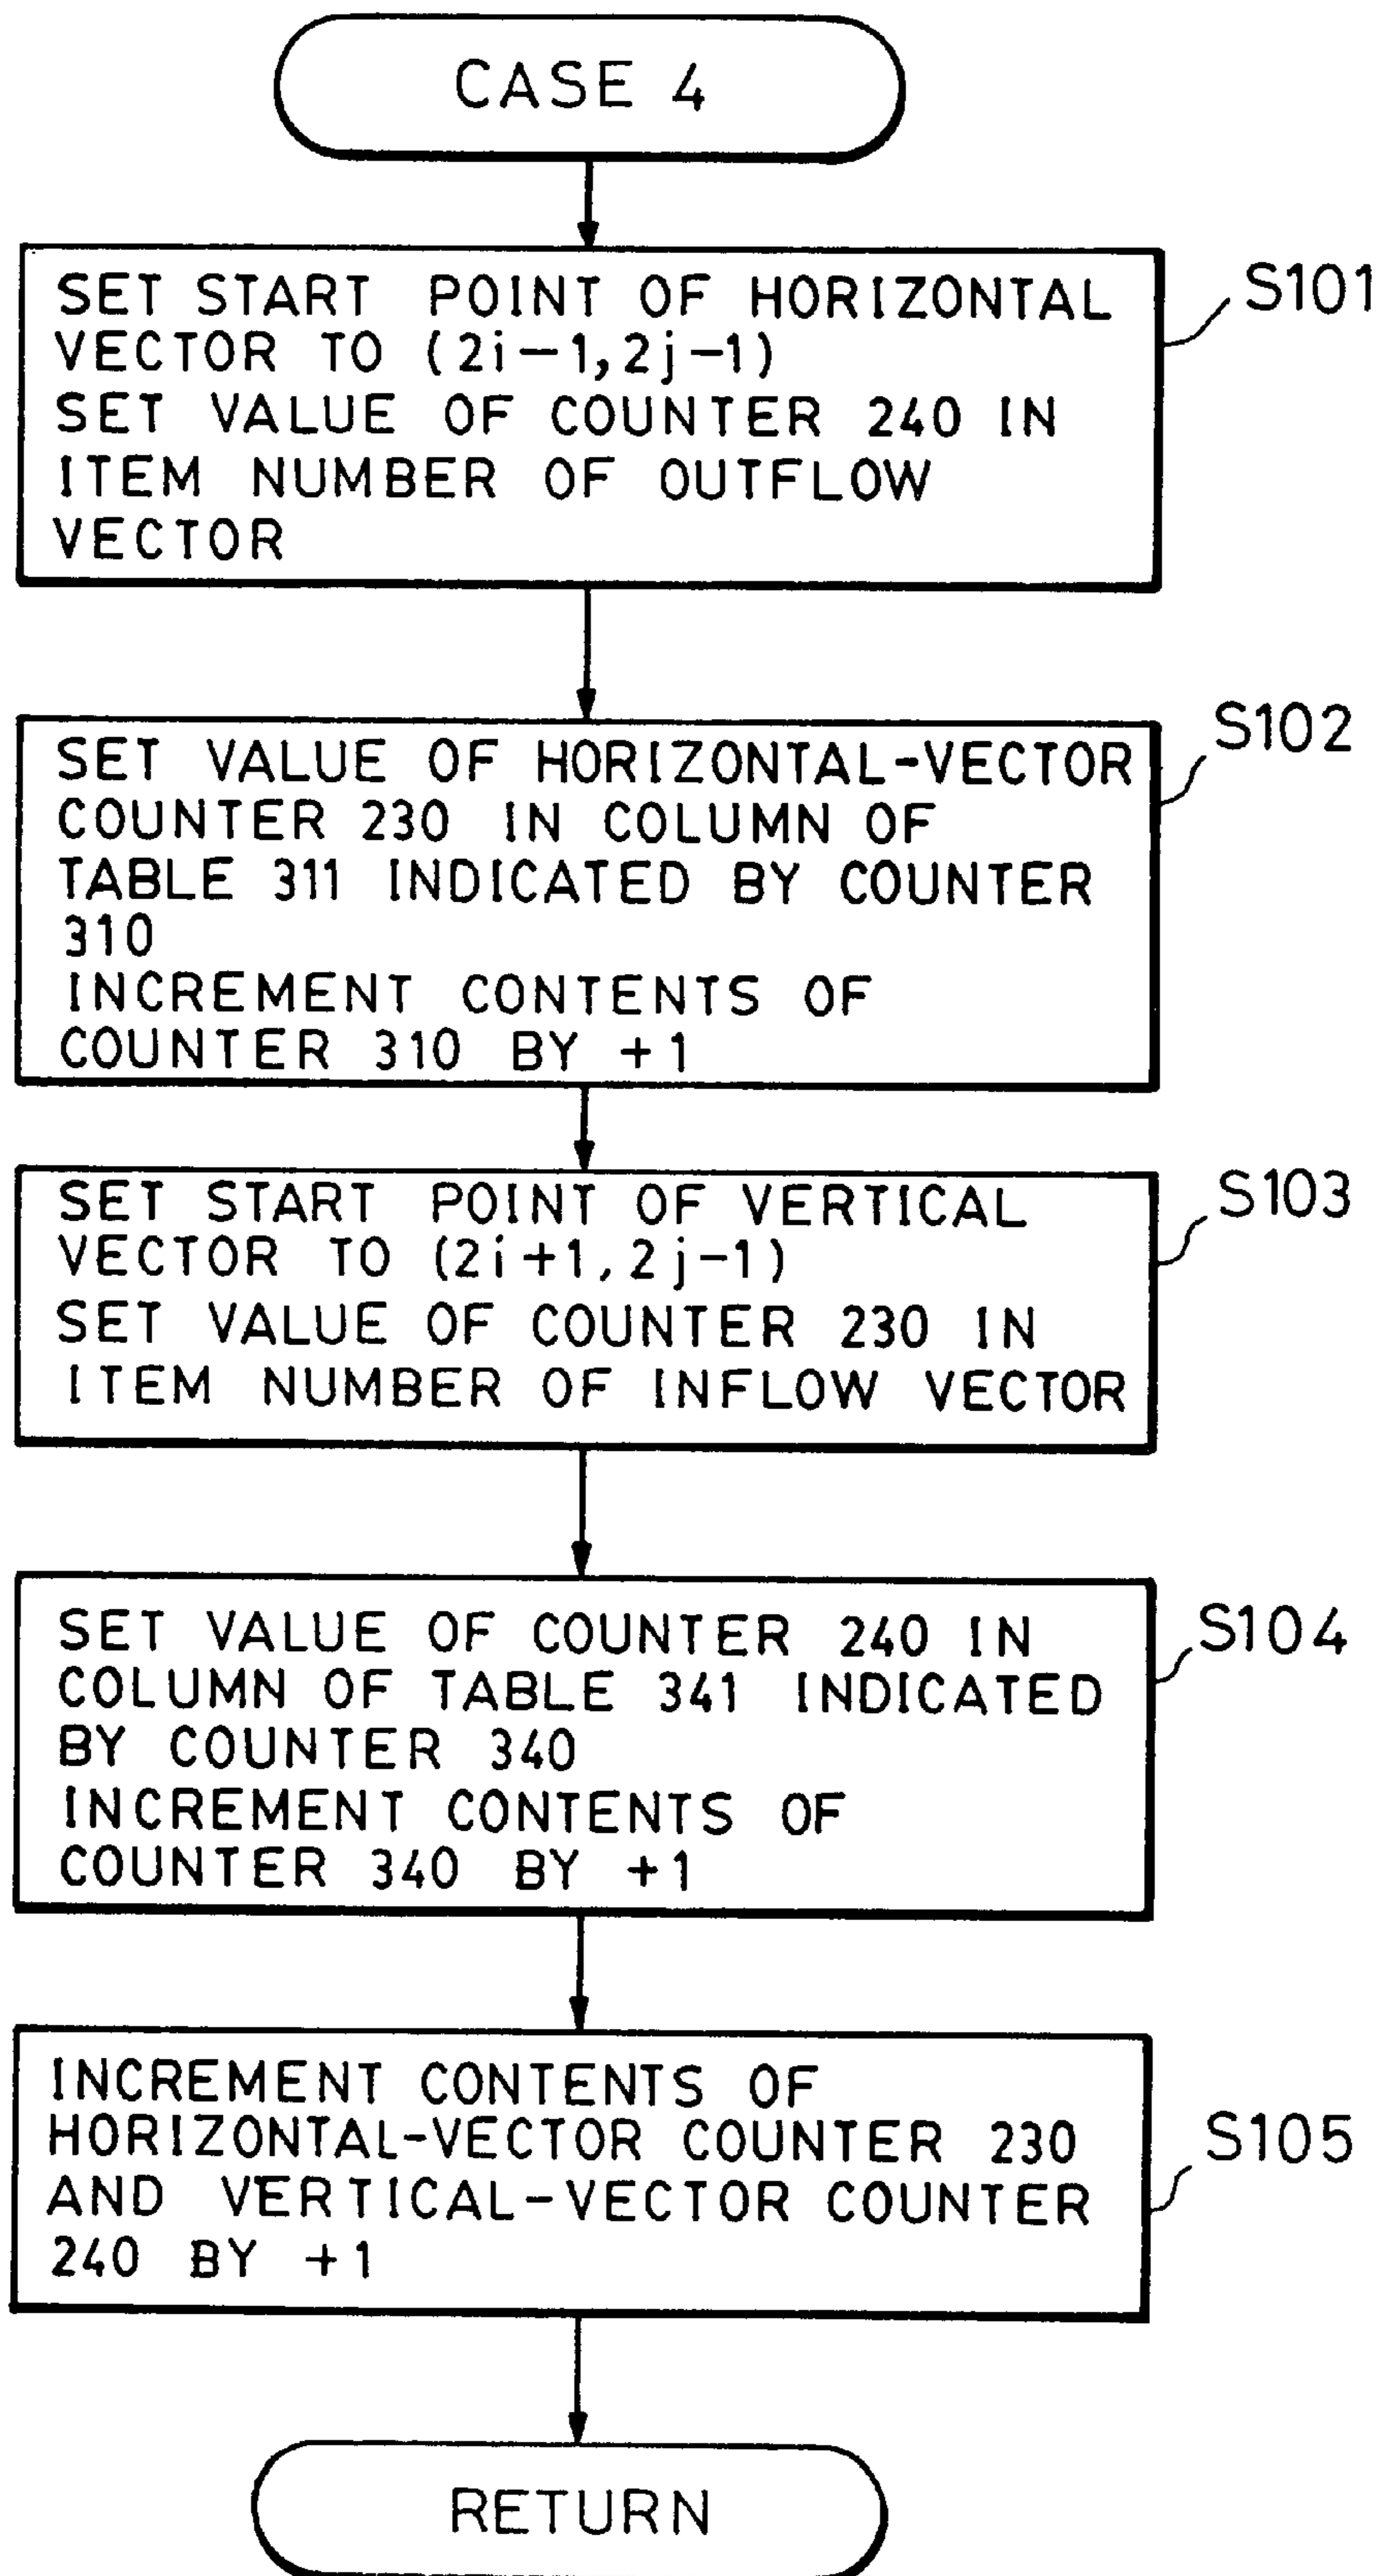 CASE 4
SET START POINT OF HORIZONTAL
VECTOR TO (2i-1,2j-1)
SET VALUE OF COUNTER 240 IN
ITEM NUMBER OF OUTFLOW
VECTOR
S101
SET VALUE OF HORIZONTAL-VECTOR
COUNTER 230 IN COLUMN OF
TABLE 311 INDICATED BY COUNTER
310
INCREMENT CONTENTS OF
COUNTER 310 BY +1
S102
SET START POINT OF VERTICAL
VECTOR TO (2i+1,2j-1)
SET VALUE OF COUNTER 230 IN
ITEM NUMBER OF INFLOW VECTOR
S103
SET VALUE OF COUNTER 240 IN
COLUMN OF TABLE 341 INDICATED
BY COUNTER 340
INCREMENT CONTENTS OF
COUNTER 340 BY +1
S104
INCREMENT CONTENTS OF
HORIZONTAL-VECTOR COUNTER 230
AND VERTICAL-VECTOR COUNTER
240 BY +1
S105
RETURN